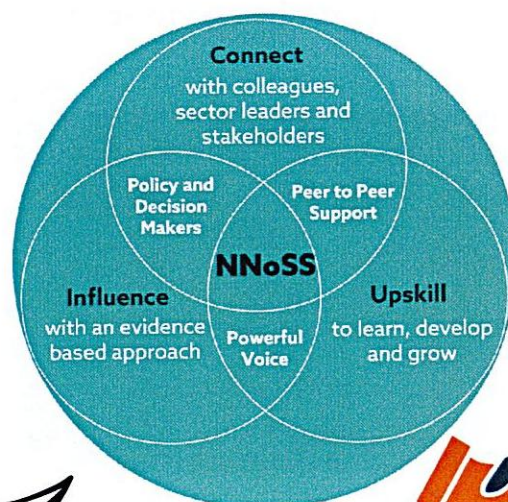 Connect
with colleagues,
sector leaders and
stakeholders
Policy and
Decision
Makers
Peer to Peer
Support
NNoSS
Influence
with an evidence
based approach
Upskill
to learn, develop
and grow
Powerful
Voice